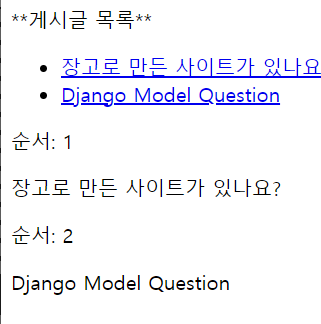 **게시글 목록**
장고로 만든 사이트가 있나요
Django Model Question
순서: 1
장고로 만든 사이트가 있나요?
순서: 2
Django Model Question